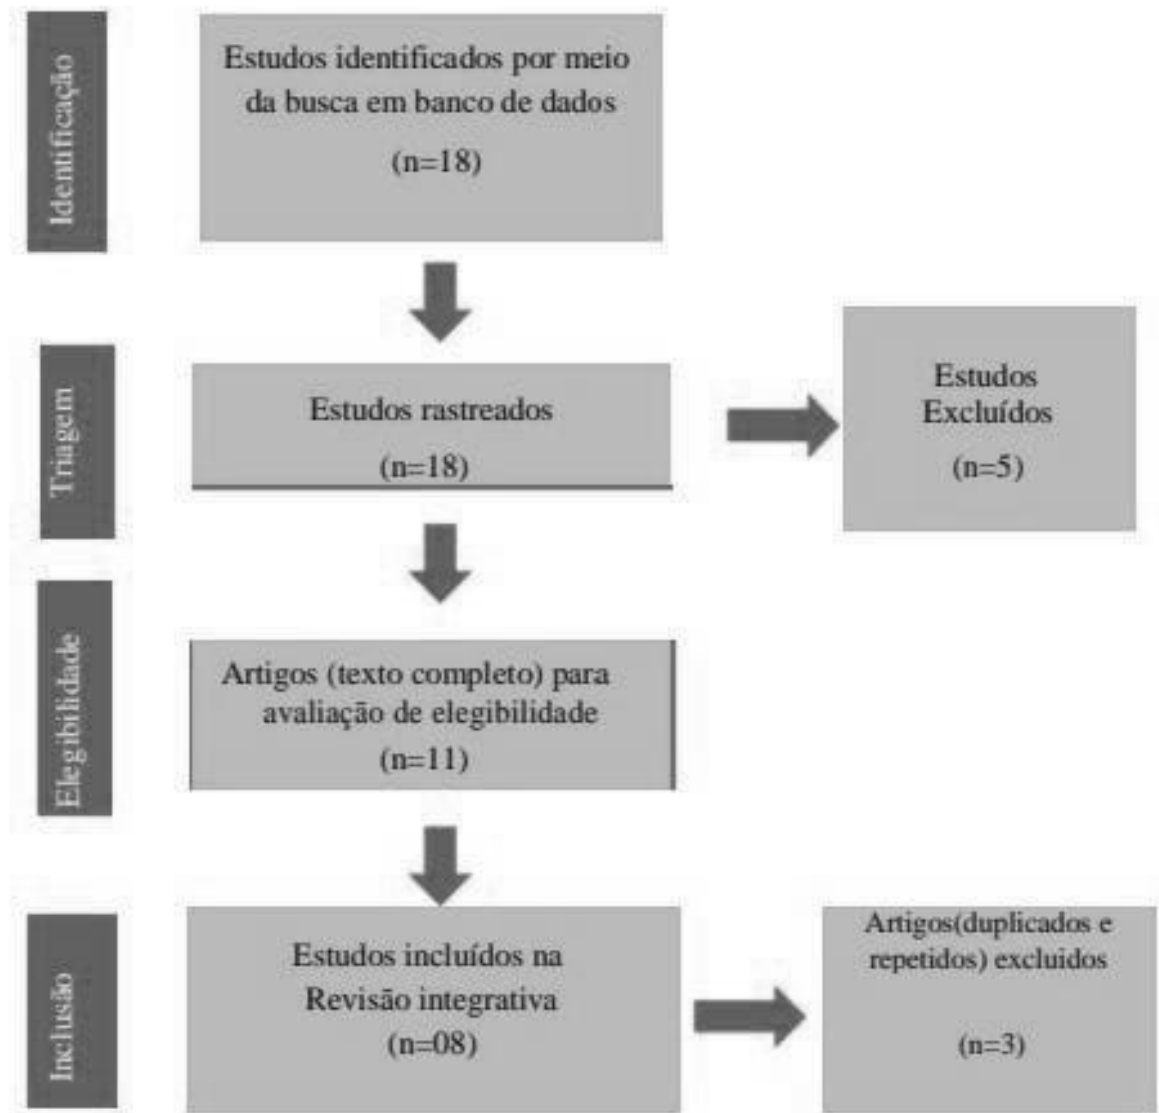 Identificação
Estudos identificados por meio
da busca em banco de dados
(n=18)
Triagem
Estudos rastreados
(n=18)
Estudos
Excluídos
(n=5)
Elegibilidade
Artigos (texto completo) para
avaliação de elegibilidade
(n=11)
Inclusão
Estudos incluídos na
Revisão integrativa
(n=08)
Artigos(duplicados e
repetidos) excluidos
(n=3)